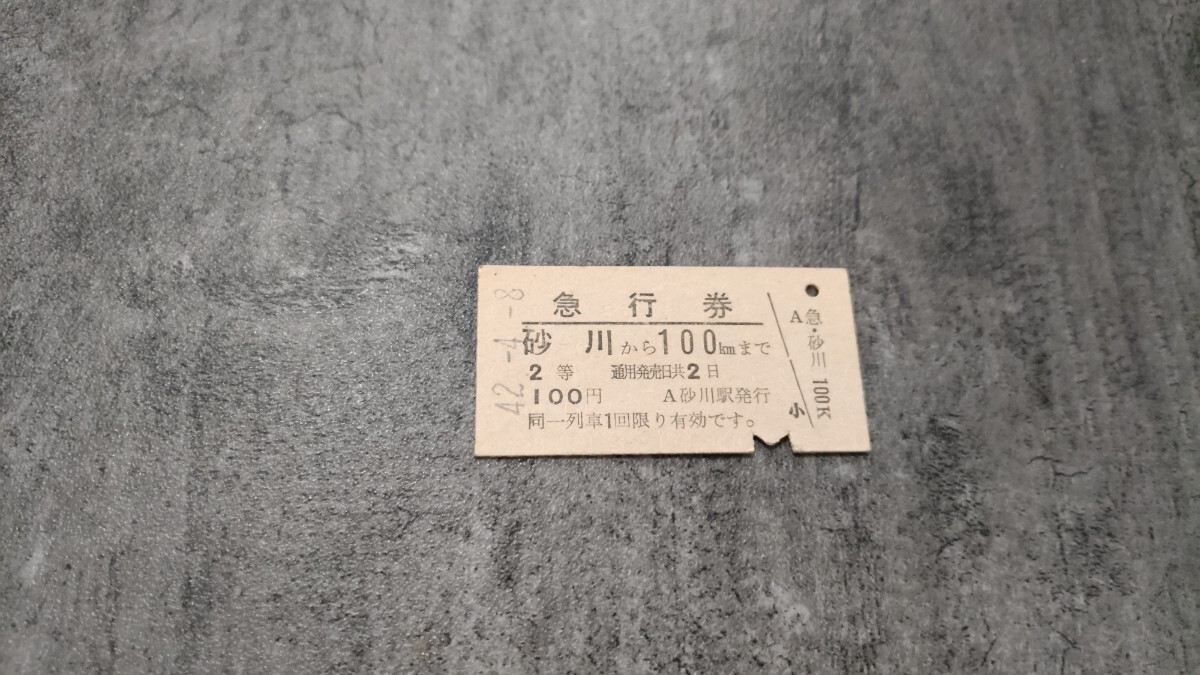 42.-4.-8
急行券
砂川から100kmまで
2等 通用発売日共2日
100円 A砂川駅発行
同一列車1回限り有効です。
A急・砂川 100K
小